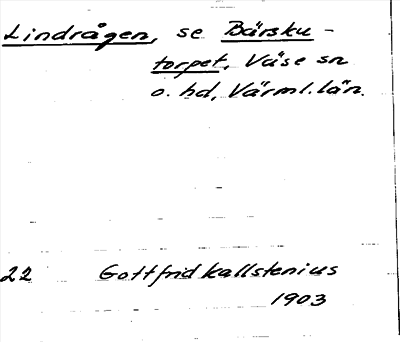 Lindrågen, se Bärsku-
torpet, Väse sn
o. hd, Värml. län.
22 Gottfrid Kallstenius
1903